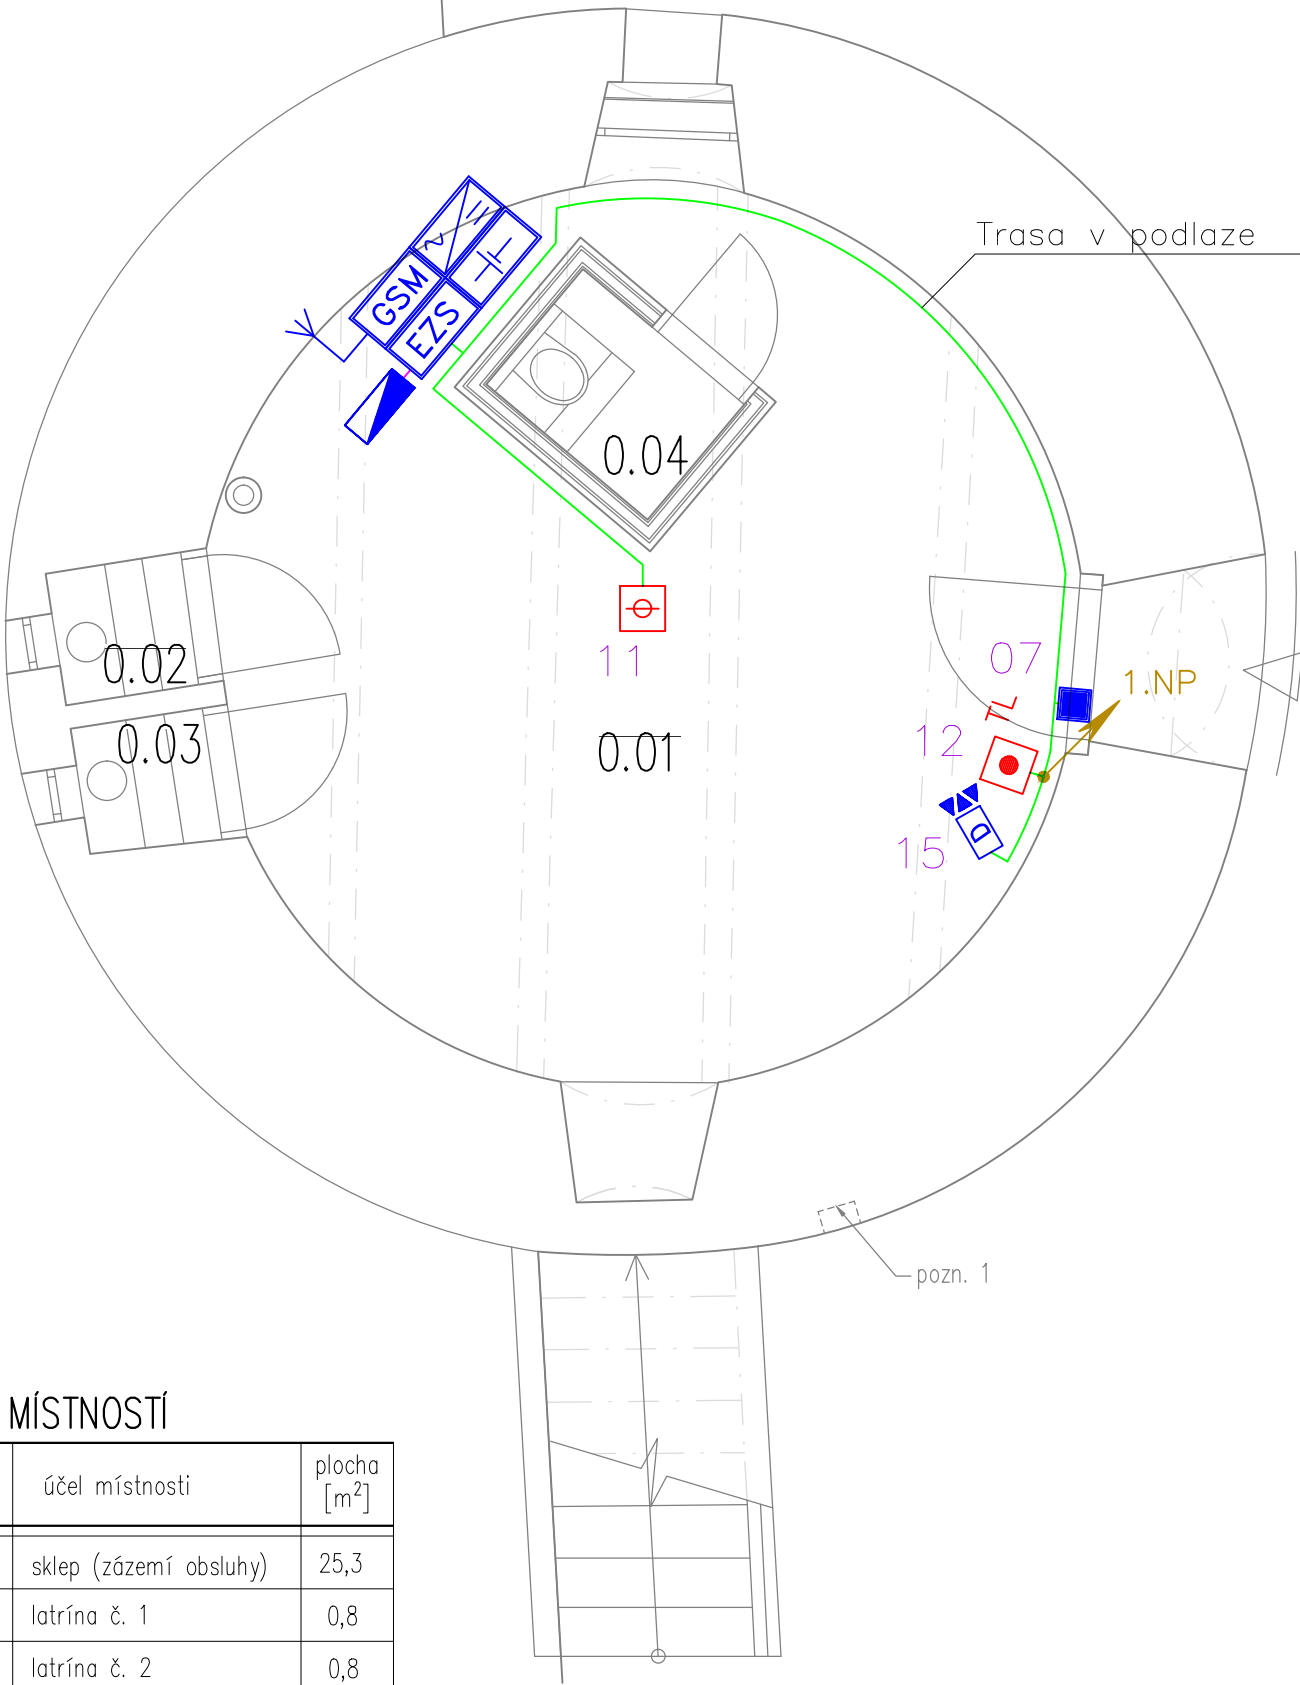 Trasa v podlaze
GSM
EZS
0.04
11
07
1.NP
TL
12
0.02
0.03
0.01
15
D
pozn. 1
MÍSTNOSTÍ
účel místnosti
plocha
[m²]
sklep (zázemí obsluhy) 25,3
latrína č. 1 0,8
latrína č. 2 0,8